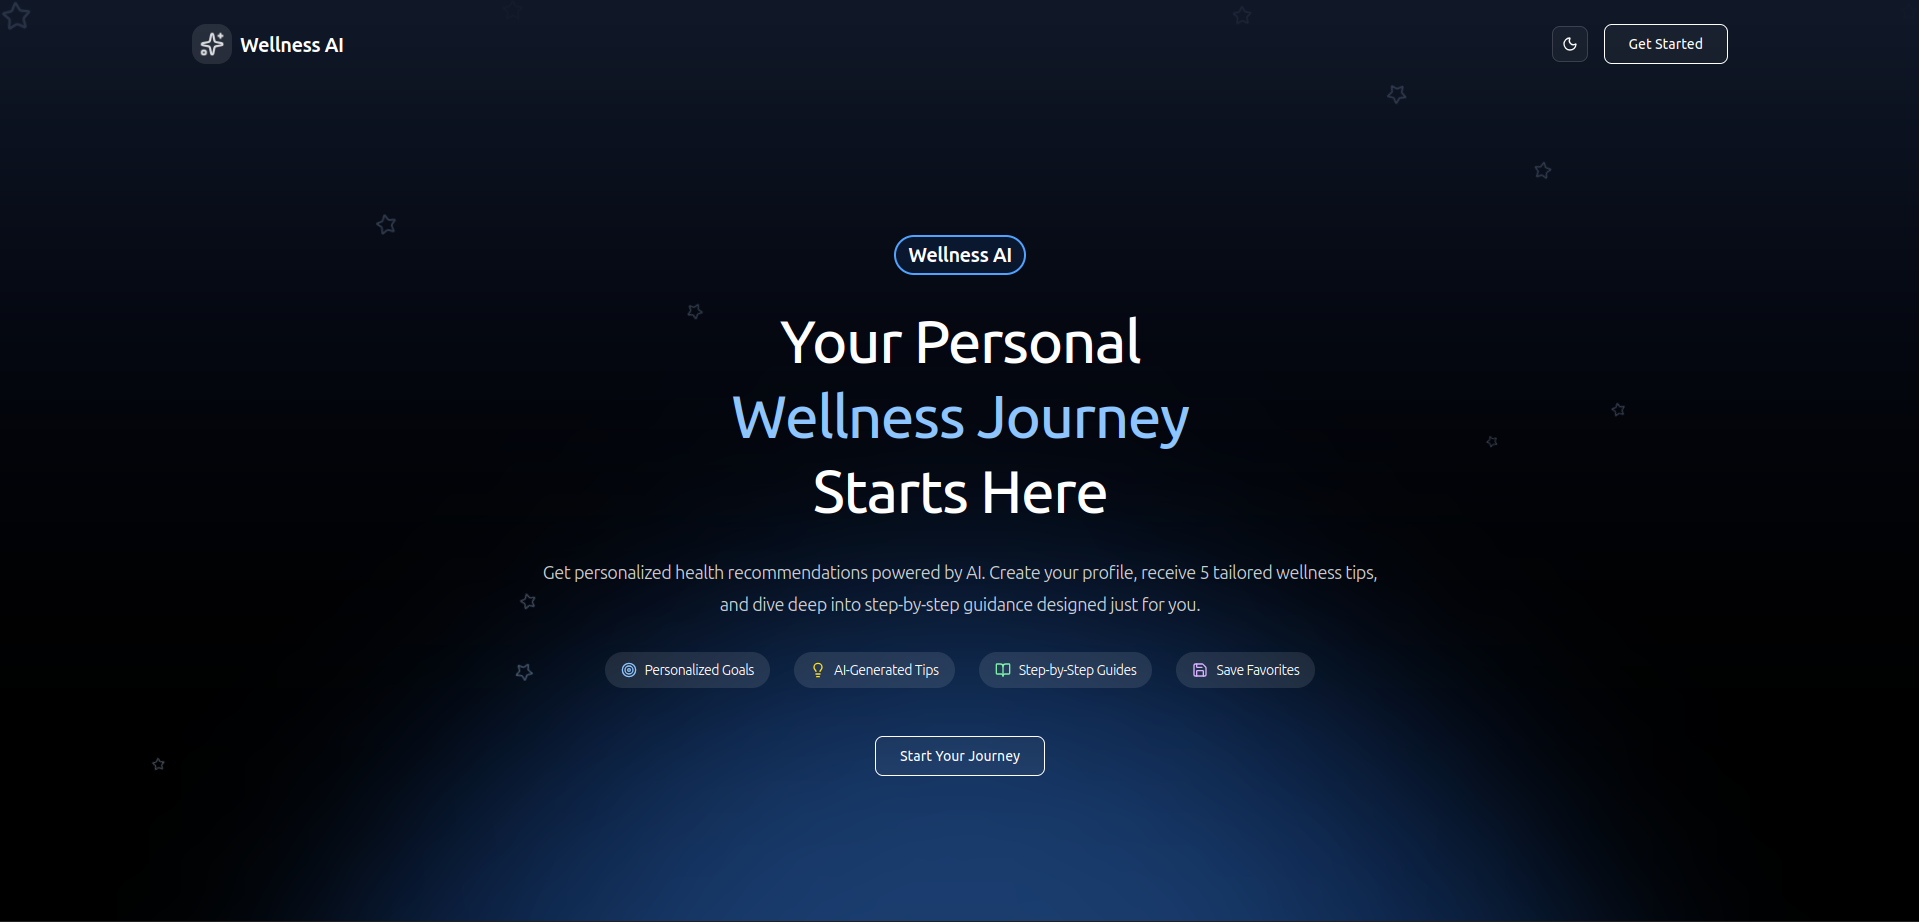 Wellness AI
Get Started
Wellness AI
Your Personal
Wellness Journey
Starts Here
Get personalized health recommendations powered by AI. Create your profile, receive 5 tailored wellness tips,
and dive deep into step-by-step guidance designed just for you.
Personalized Goals
AI-Generated Tips
Step-by-Step Guides
Save Favorites
Start Your Journey